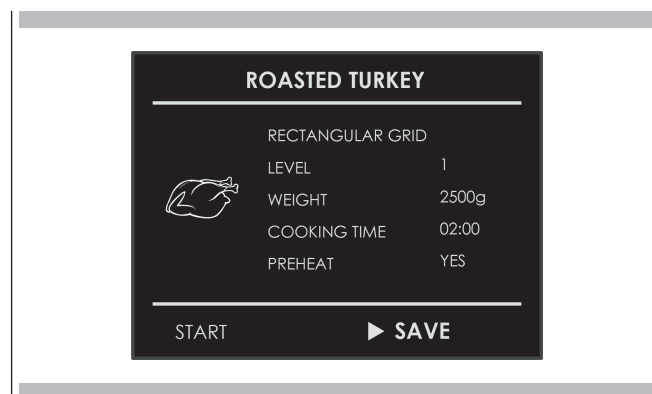 ROASTED TURKEY
RECTANGULAR GRID
LEVEL 1
WEIGHT 2500g
COOKING TIME 02:00
PREHEAT YES
START ▶ SAVE